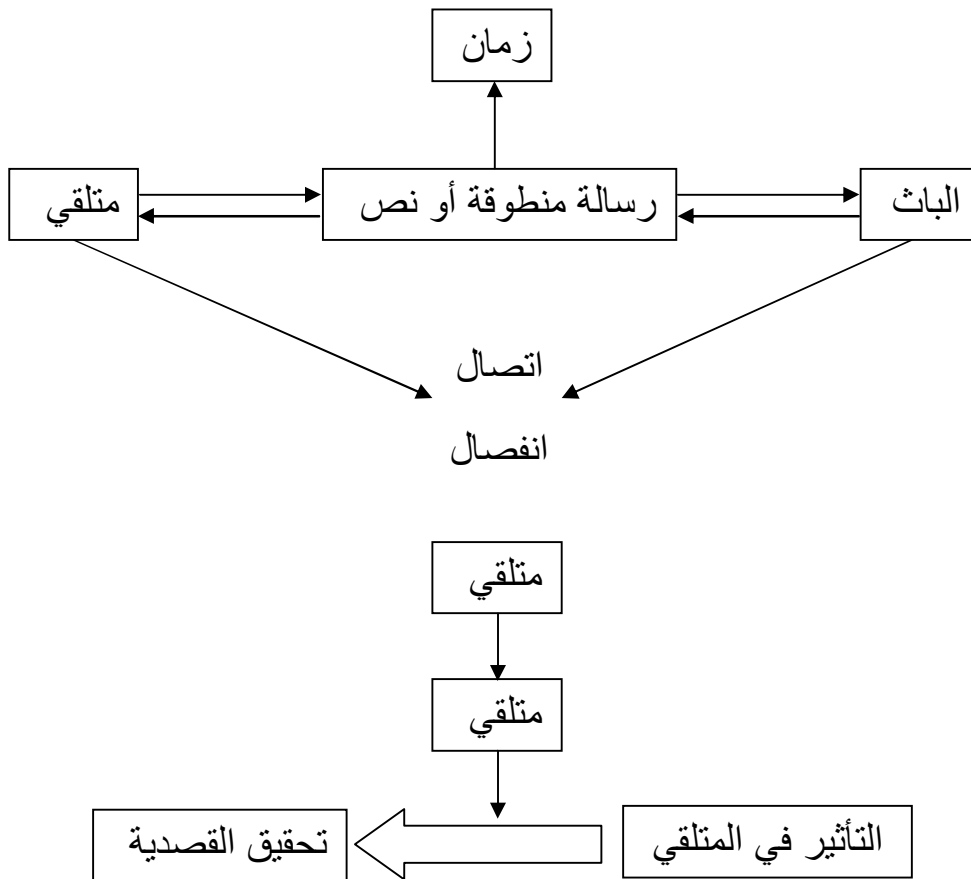 زمان
الباث
رسالة منطوقة أو نص
متلقي
اتصال
انفصال
متلقي
متلقي
التأثير في المتلقي
تحقيق القصدية